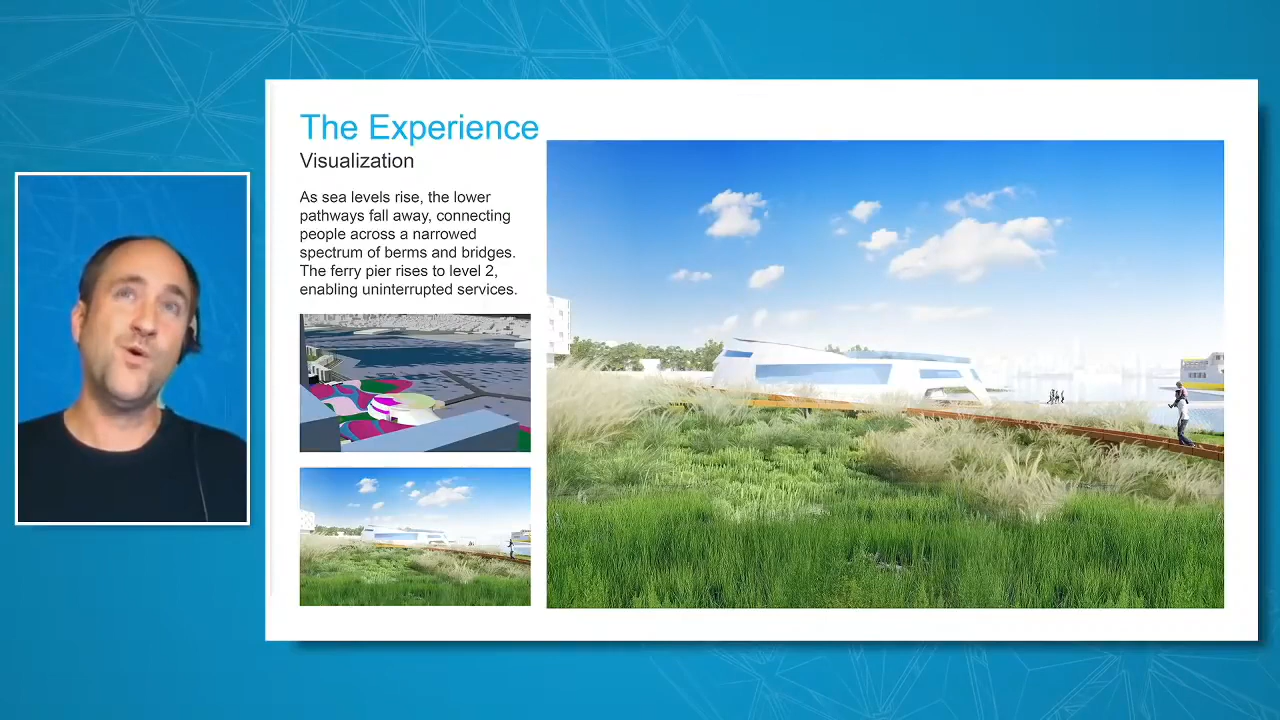 The Experience
Visualization
As sea levels rise, the lower
pathways fall away, connecting
people across a narrowed
spectrum of berms and bridges.
The ferry pier rises to level 2,
enabling uninterrupted services.